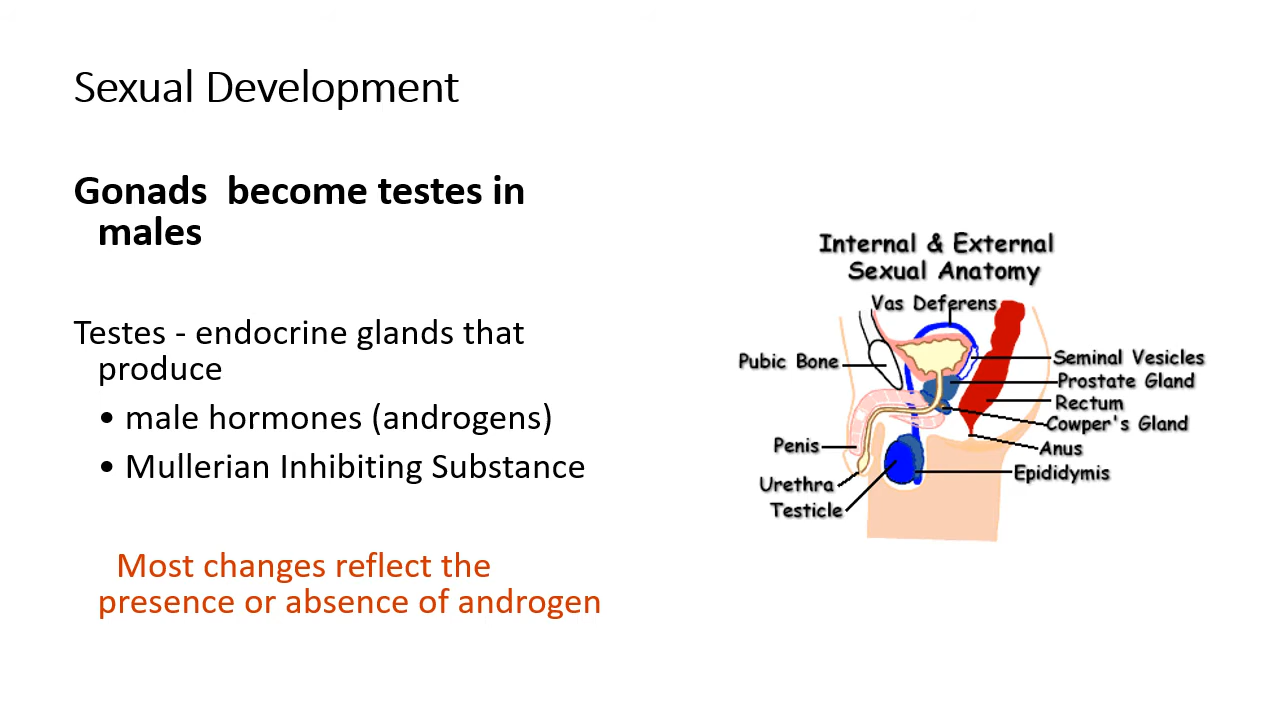 Sexual Development
Gonads  become testes in
males
Testes - endocrine glands that
produce
• male hormones (androgens)
• Mullerian Inhibiting Substance
Most changes reflect the
presence or absence of androgen
Internal & External
Sexual Anatomy
Vas Deferens
Pubic Bone
Seminal Vesicles
Prostate Gland
Rectum
Cowper's Gland
Penis
Anus
Epididymis
Urethra
Testicle